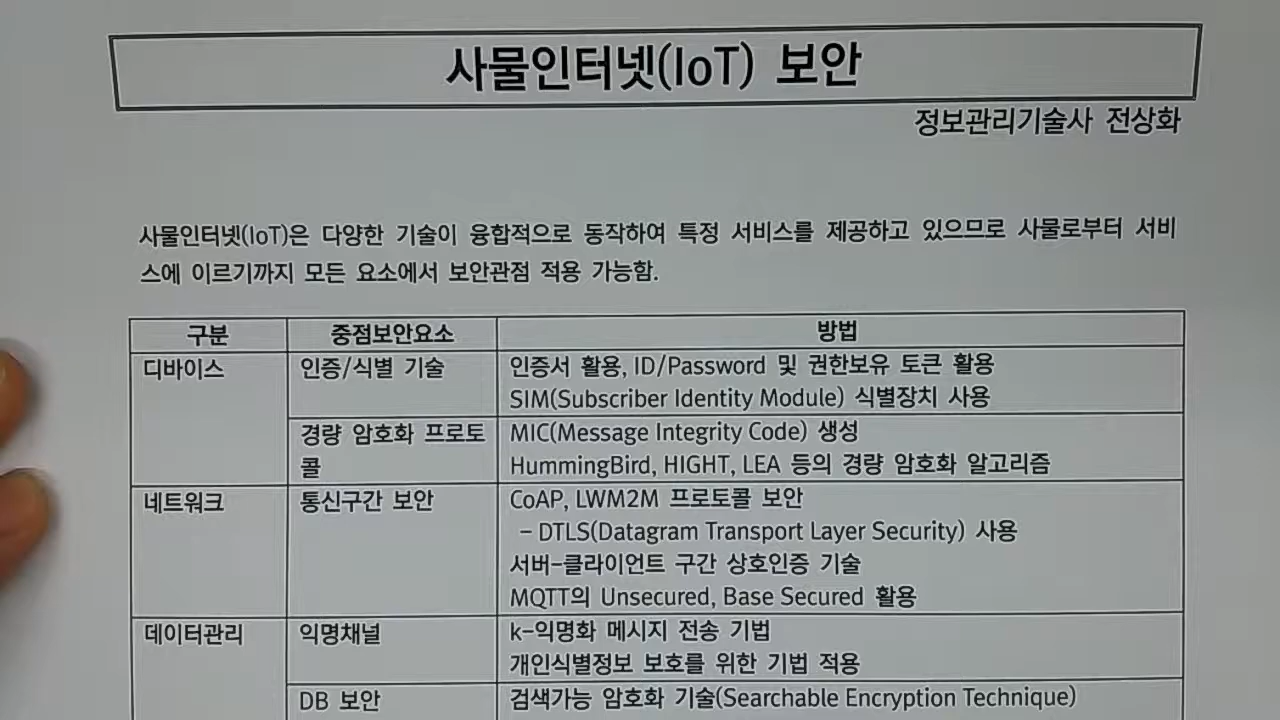 사물인터넷(IoT) 보안
정보관리기술사 전상화
사물인터넷(IoT)은 다양한 기술이 융합적으로 동작하여 특정 서비스를 제공하고 있으므로 사물로부터 서비
스에 이르기까지 모든 요소에서 보안관점 적용 가능함.
구분 중점보안요소 방법
디바이스 인증/식별 기술 인증서 활용, ID/Password 및 권한보유 토큰 활용
SIM(Subscriber Identity Module) 식별장치 사용
경량 암호화 프로토 MIC(Message Integrity Code) 생성
콜 HummingBird, HIGHT, LEA 등의 경량 암호화 알고리즘
네트워크 통신구간 보안 CoAP, LWM2M 프로토콜 보안
- DTLS(Datagram Transport Layer Security) 사용
서버-클라이언트 구간 상호인증 기술
MQTT의 Unsecured, Base Secured 활용
데이터관리 익명채널 k-익명화 메시지 전송 기법
개인식별정보 보호를 위한 기법 적용
DB 보안 검색가능 암호화 기술(Searchable Encryption Technique)